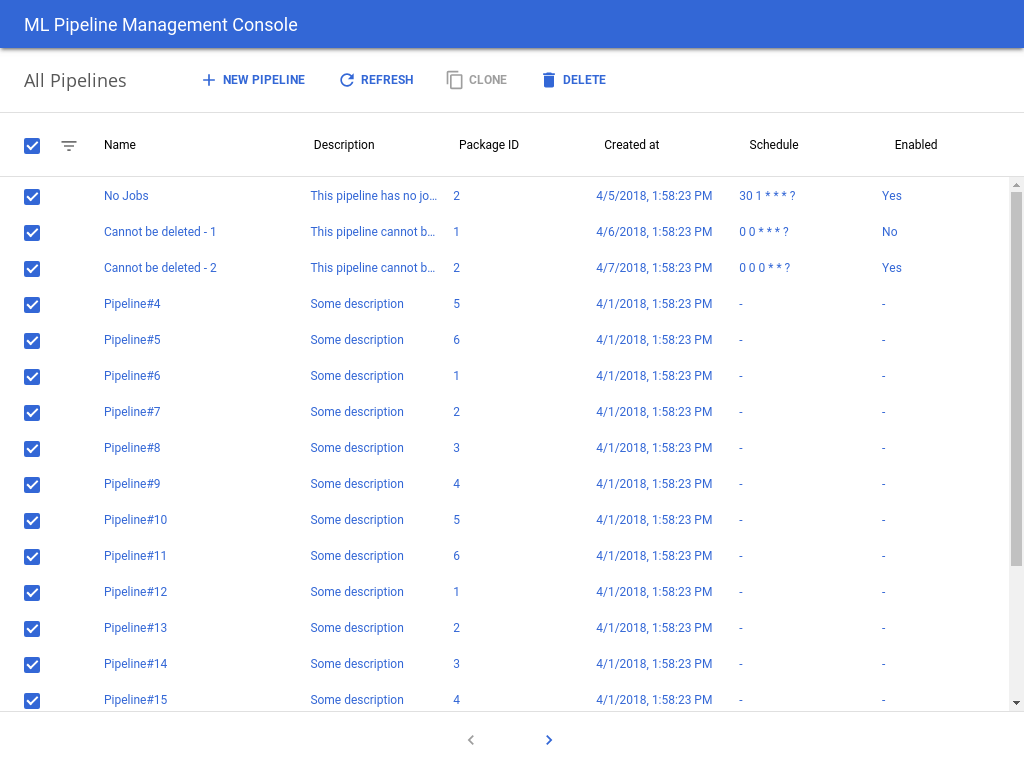 ML Pipeline Management Console
All Pipelines NEW PIPELINE REFRESH CLONE DELETE
Name Description Package ID Created at Schedule Enabled
No Jobs This pipeline has no jo... 2 4/5/2018, 1:58:23 PM 30 1 * * * ? Yes
Cannot be deleted - 1 This pipeline cannot b... 1 4/6/2018, 1:58:23 PM 0 0 * * * ? No
Cannot be deleted - 2 This pipeline cannot b... 2 4/7/2018, 1:58:23 PM 0 0 0 * * ? Yes
Pipeline#4 Some description 5 4/1/2018, 1:58:23 PM - -
Pipeline#5 Some description 6 4/1/2018, 1:58:23 PM - -
Pipeline#6 Some description 1 4/1/2018, 1:58:23 PM - -
Pipeline#7 Some description 2 4/1/2018, 1:58:23 PM - -
Pipeline#8 Some description 3 4/1/2018, 1:58:23 PM - -
Pipeline#9 Some description 4 4/1/2018, 1:58:23 PM - -
Pipeline#10 Some description 5 4/1/2018, 1:58:23 PM - -
Pipeline#11 Some description 6 4/1/2018, 1:58:23 PM - -
Pipeline#12 Some description 1 4/1/2018, 1:58:23 PM - -
Pipeline#13 Some description 2 4/1/2018, 1:58:23 PM - -
Pipeline#14 Some description 3 4/1/2018, 1:58:23 PM - -
Pipeline#15 Some description 4 4/1/2018, 1:58:23 PM - -